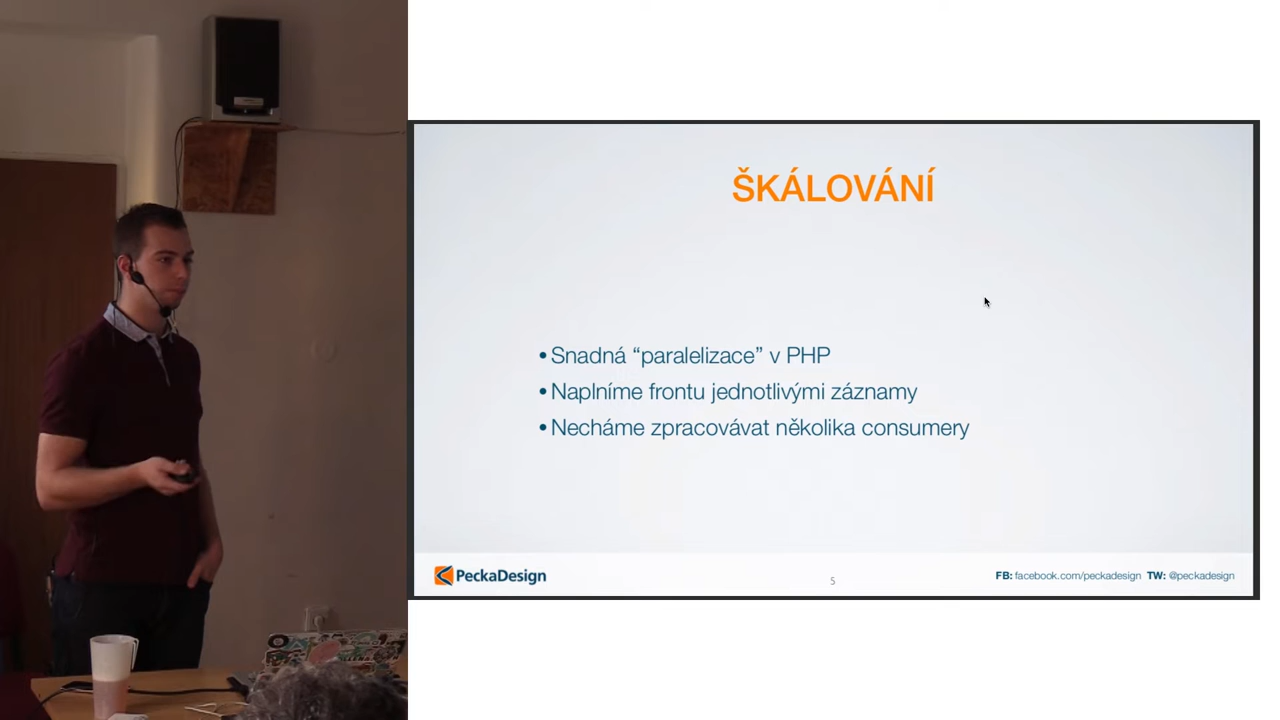 ŠKÁLOVÁNÍ
•Snadná “paralelizace” v PHP
•Naplníme frontu jednotlivými záznamy
•Necháme zpracovávat několika consumery
PeckaDesign
5
FB: facebook.com/peckadesign TW: @peckadesign